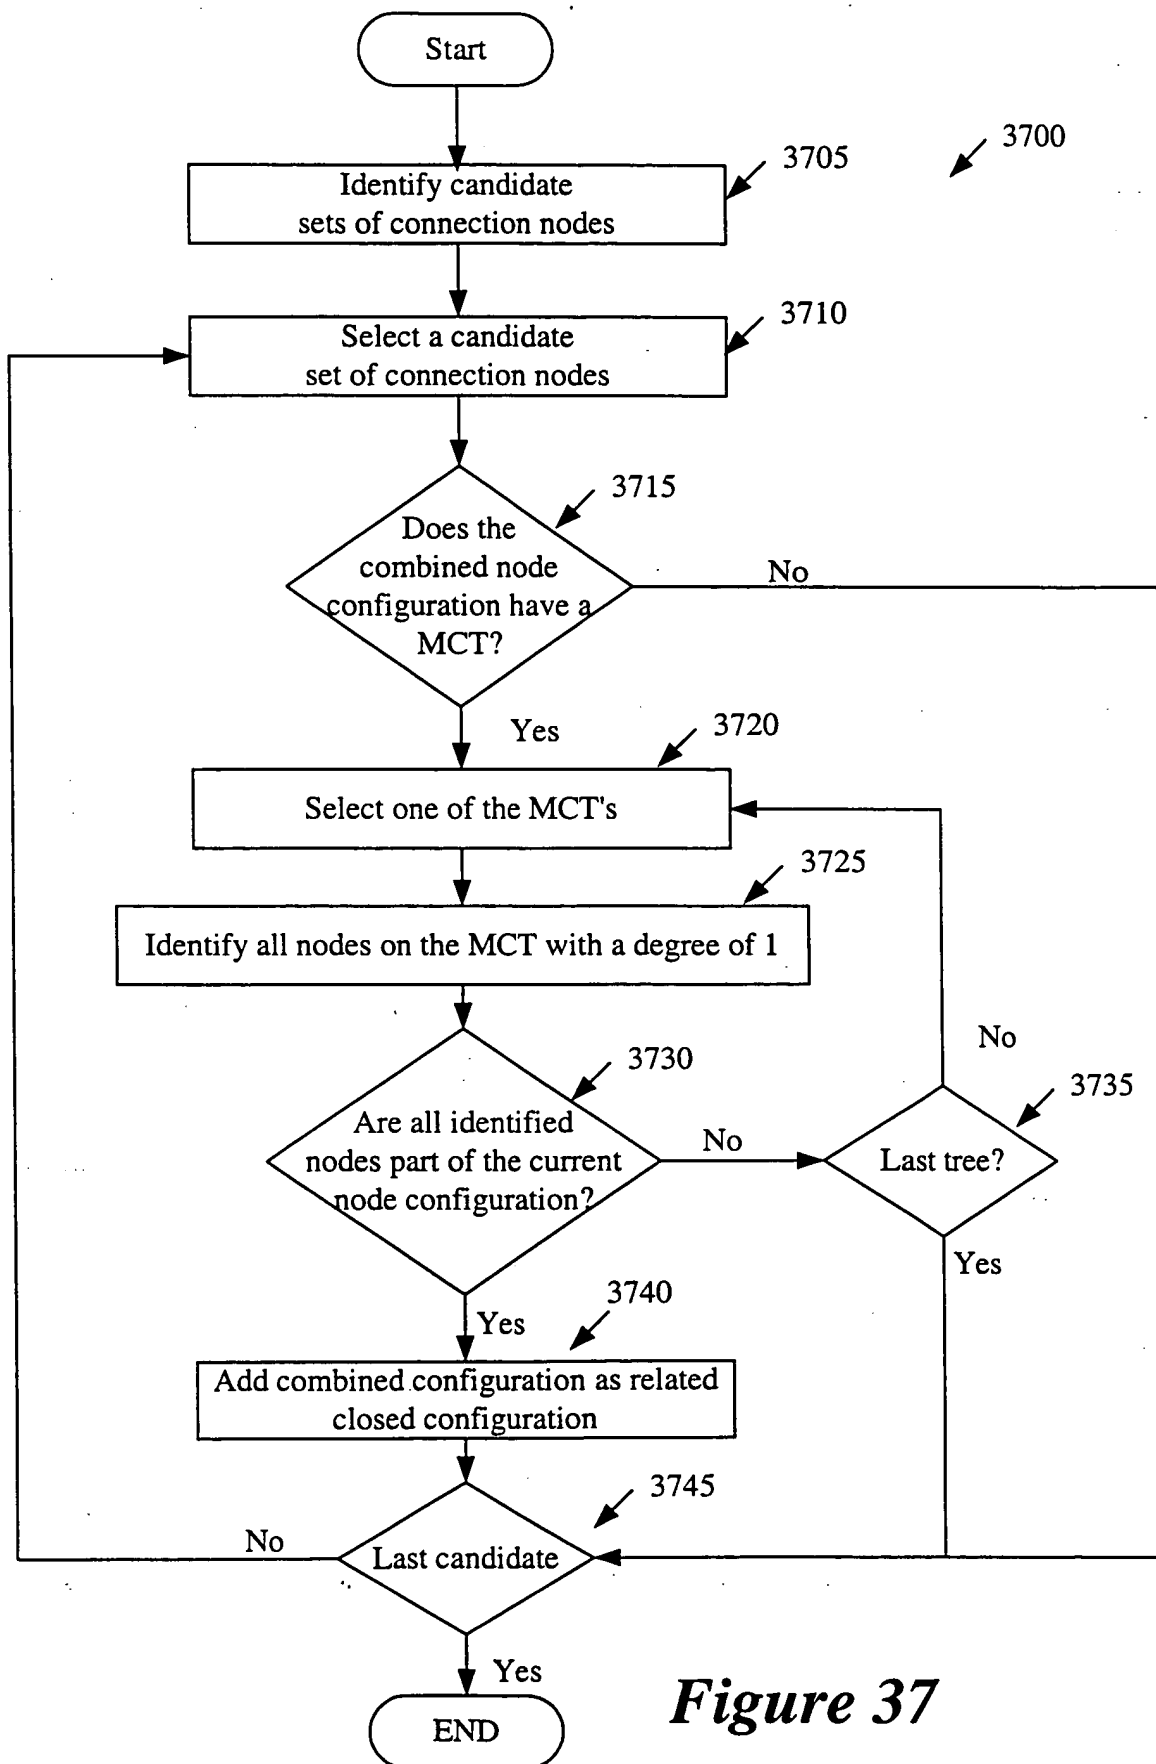 Start
3700
3705
Identify candidate
sets of connection nodes
3710
Select a candidate
set of connection nodes
3715
Does the
combined node
configuration have a
MCT?
No
Yes
3720
Select one of the MCT's
3725
Identify all nodes on the MCT with a degree of 1
No
3730
3735
Are all identified
nodes part of the current
node configuration?
No
Last tree?
Yes
3740
Yes
Add combined configuration as related
closed configuration
3745
No
Last candidate
Yes
END
Figure 37